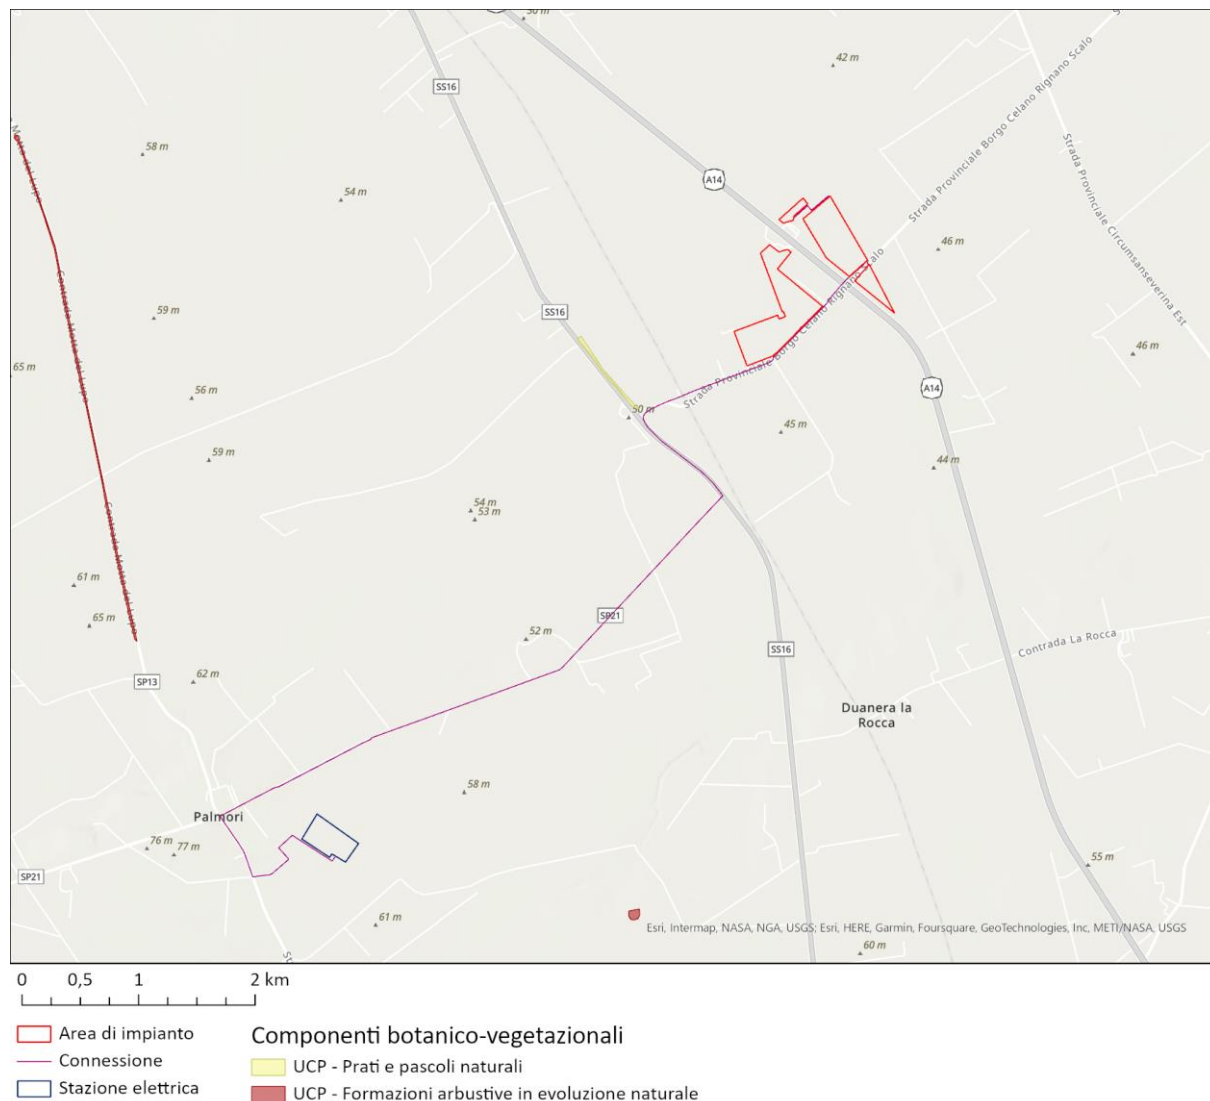 50 m
42 m
SS16
58 m
A14
54 m
Strada Provinciale Borgo Celano Rignano Scalo
Strada Provinciale Circumsanseverina Est
46 m
59 m
SS16
65 m
46 m
56 m
A14
Strada Provinciale Borgo Celano Rignano Scalo
50 m
45 m
59 m
44 m
54 m
53 m
61 m
65 m
SP21
52 m
Contrada La Rocca
SS16
62 m
SP13
Duanera la
Rocca
58 m
Palmori
76 m
77 m
55 m
SP21
61 m
Esri, Intermap, NASA, NGA, USGS; Esri, HERE, Garmin, Foursquare, GeoTechnologies, Inc, METI/NASA, USGS
60 m
St
0 0,5 1 2 km
Area di impianto
Connessione
Stazione elettrica
Componenti botanico-vegetazionali
UCP - Prati e pascoli naturali
UCP - Formazioni arbustive in evoluzione naturale